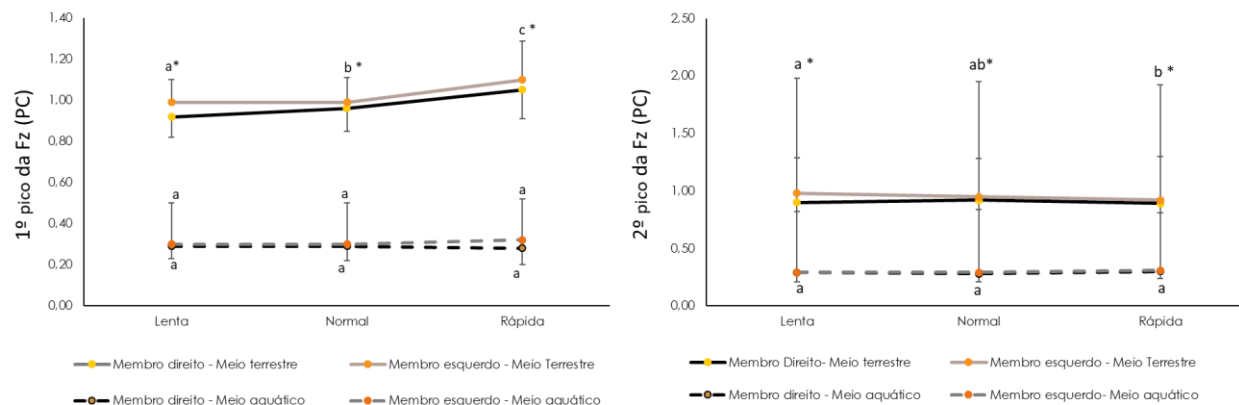 1º pico da Fz (PC)
1,40
1,20
1,00
0,80
0,60
0,40
0,20
0,00
a*
b *
c *
a
a
a
a
a
a
Lenta
Normal
Rápida
Membro direito - Meio terrestre
Membro esquerdo - Meio Terrestre
Membro direito - Meio aquático
Membro esquerdo - Meio aquático
2º pico da Fz (PC)
2.50
2.00
1.50
1.00
0.50
0.00
a *
ab*
b *
a
a
a
Lenta
Normal
Rápida
Membro Direito- Meio terrestre
Membro esquerdo - Meio Terrestre
Membro direito - Meio aquático
Membro esquerdo- Meio aquático